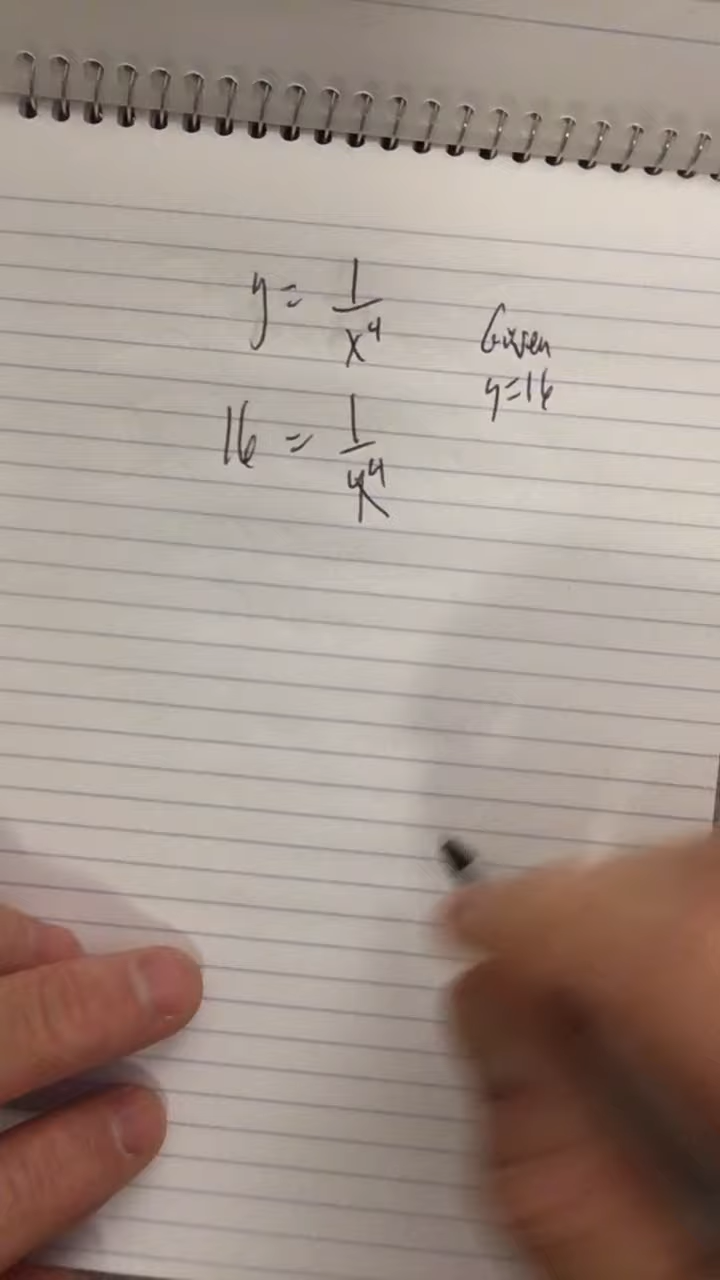 y = 1/x⁴
Given
y=16
16 = 1/x⁴